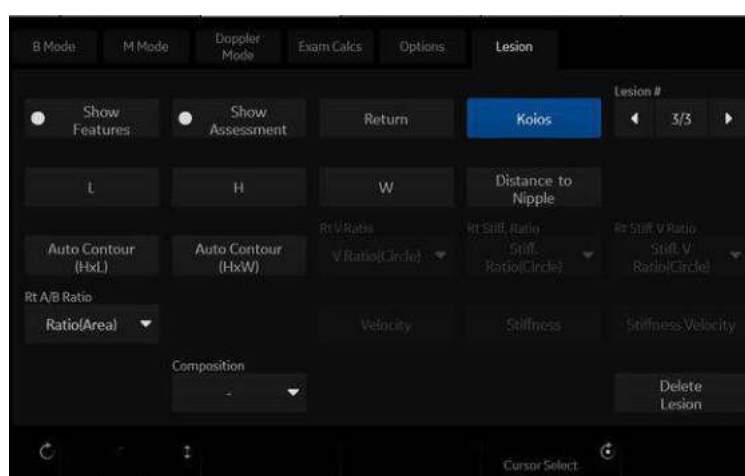 B Mode
M Mode
Doppler
Mode
Exam Calcs
Options
Lesion
Lesion #
Show
Features
Show
Assessment
Return
Koios
3/3
L
H
W
Distance to
Nipple
Rt V Ratio
Rt Stiff. Ratio
Rt Stiff. V Ratio
Auto Contour
(HxL)
Auto Contour
(HxW)
V Ratio(Circle)
Stiff.
Ratio(Circle)
Stiff. V
Ratio(Circle)
Rt A/B Ratio
Ratio(Area)
Velocity
Stiffness
Stiffness Velocity
Composition
-
Delete
Lesion
-
Cursor Select